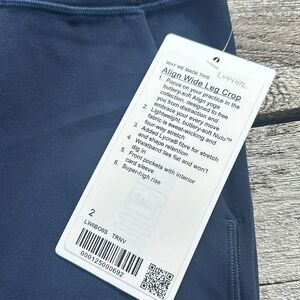 WHY WE MADE THIS
Align Wide Leg Crop
1. Focus on your practice in the
buttery-soft Align yoga
collection, designed to free
you from distraction and
embrace your every move
2. Lightweight, buttery-soft Nulu™
fabric is sweat-wicking and
four-way stretch
3. Added Lycra® fibre for stretch
and shape retention
4. Waistband lies flat and won't
dig in
5. Front pockets with interior
card sleeve
6. Super-high rise
2
LW6BO6S TRNV
000125000692